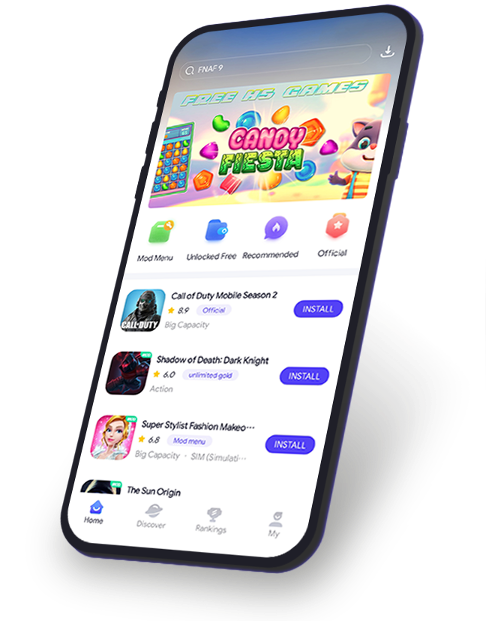 FNAF 9
FREE H5 GAMES
CANDY
FIESTA
Mod Menu
Unlocked Free
Recommended
Official
Call of Duty Mobile Season 2
8.9
Official
Big Capacity
INSTALL
CALL·DUTY
Shadow of Death: Dark Knight
6.0
unlimited gold
Action
INSTALL
Super Stylist Fashion Makeo···
6.8
Mod menu
Big Capacity · SIM (Simulati···
INSTALL
The Sun Origin
Home
Discover
Rankings
My